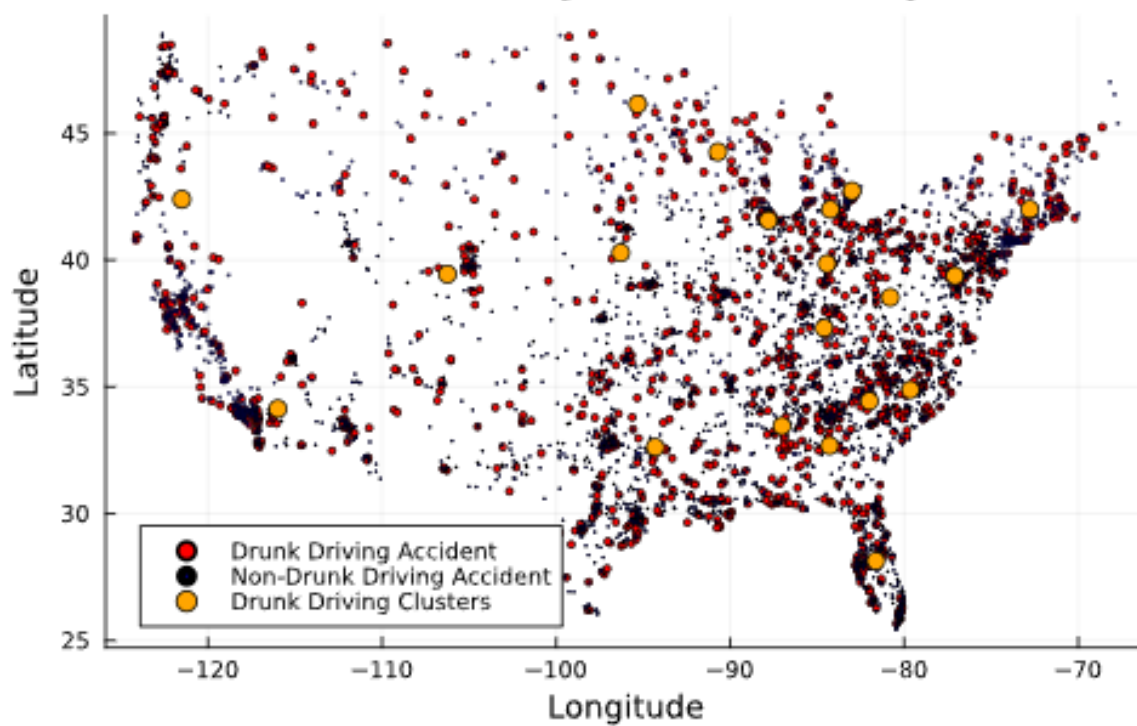 45
40
35
30
25
Latitude
Drunk Driving Accident
Non-Drunk Driving Accident
Drunk Driving Clusters
−120 −110 −100 −90 −80 −70
Longitude